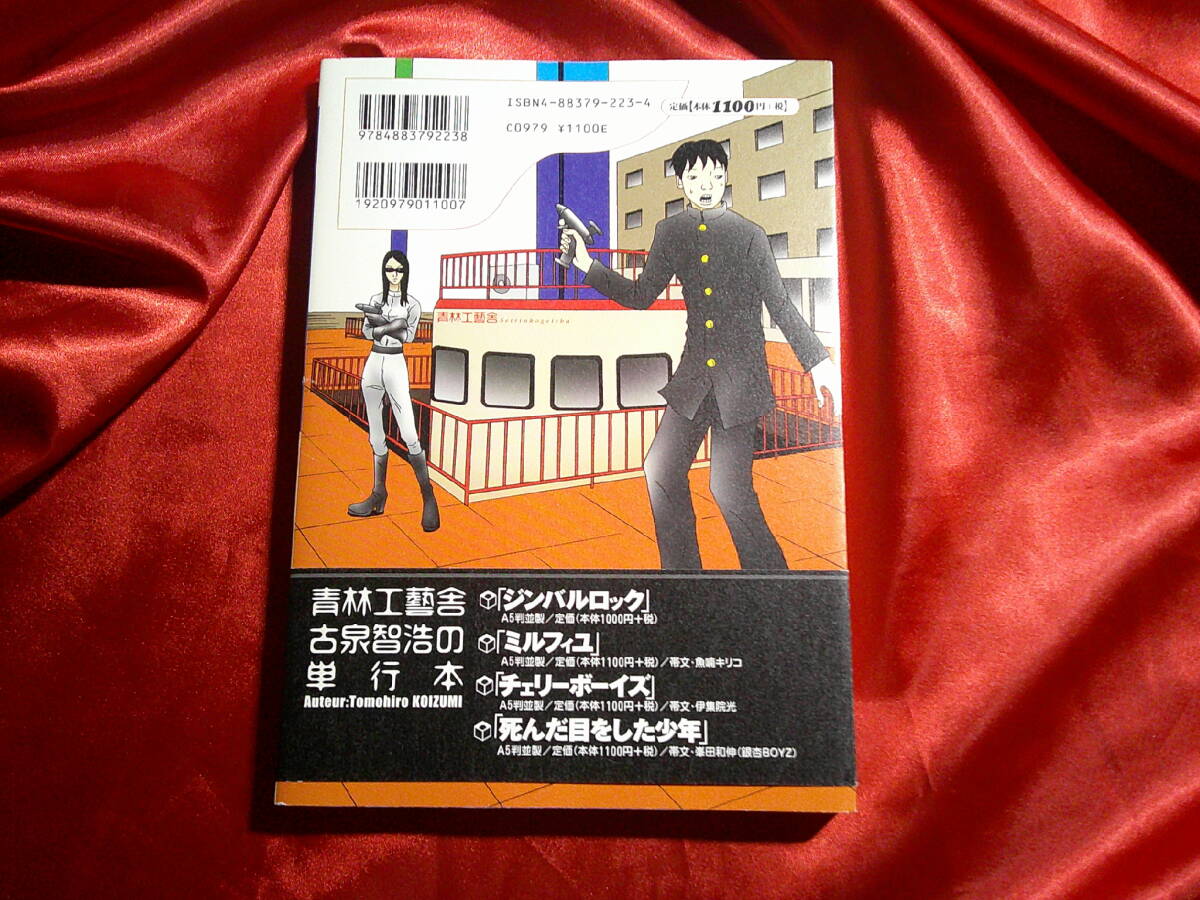 ISBN4-88379-223-4
C0979 ¥1100E
定価【本体1100円+税】
9784883792238
1920979011007
青林工藝舎 Seirinkogeisha
青林工藝舎
古泉智浩の
単行本
Auteur:Tomohiro KOIZUMI
「ジンバルロック」
A5判並製/定価(本体1000円+税)
「ミルフィユ」
A5判並製/定価(本体1100円+税)/帯文・魚喃キリコ
「チェリーボーイズ」
A5判並製/定価(本体1100円+税)/帯文・伊集院光
「死んだ目をした少年」
A5判並製/定価(本体1100円+税)/帯文・峯田和伸(銀杏BOYZ)